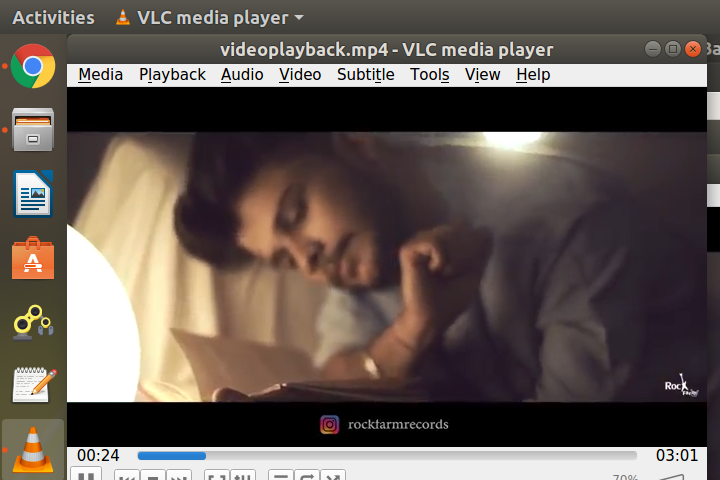 Activities VLC media player
videoplayback.mp4 - VLC media player
Media Playback Audio Video Subtitle Tools View Help
Rock
rockfarmrecords
00:24 03:01
70%